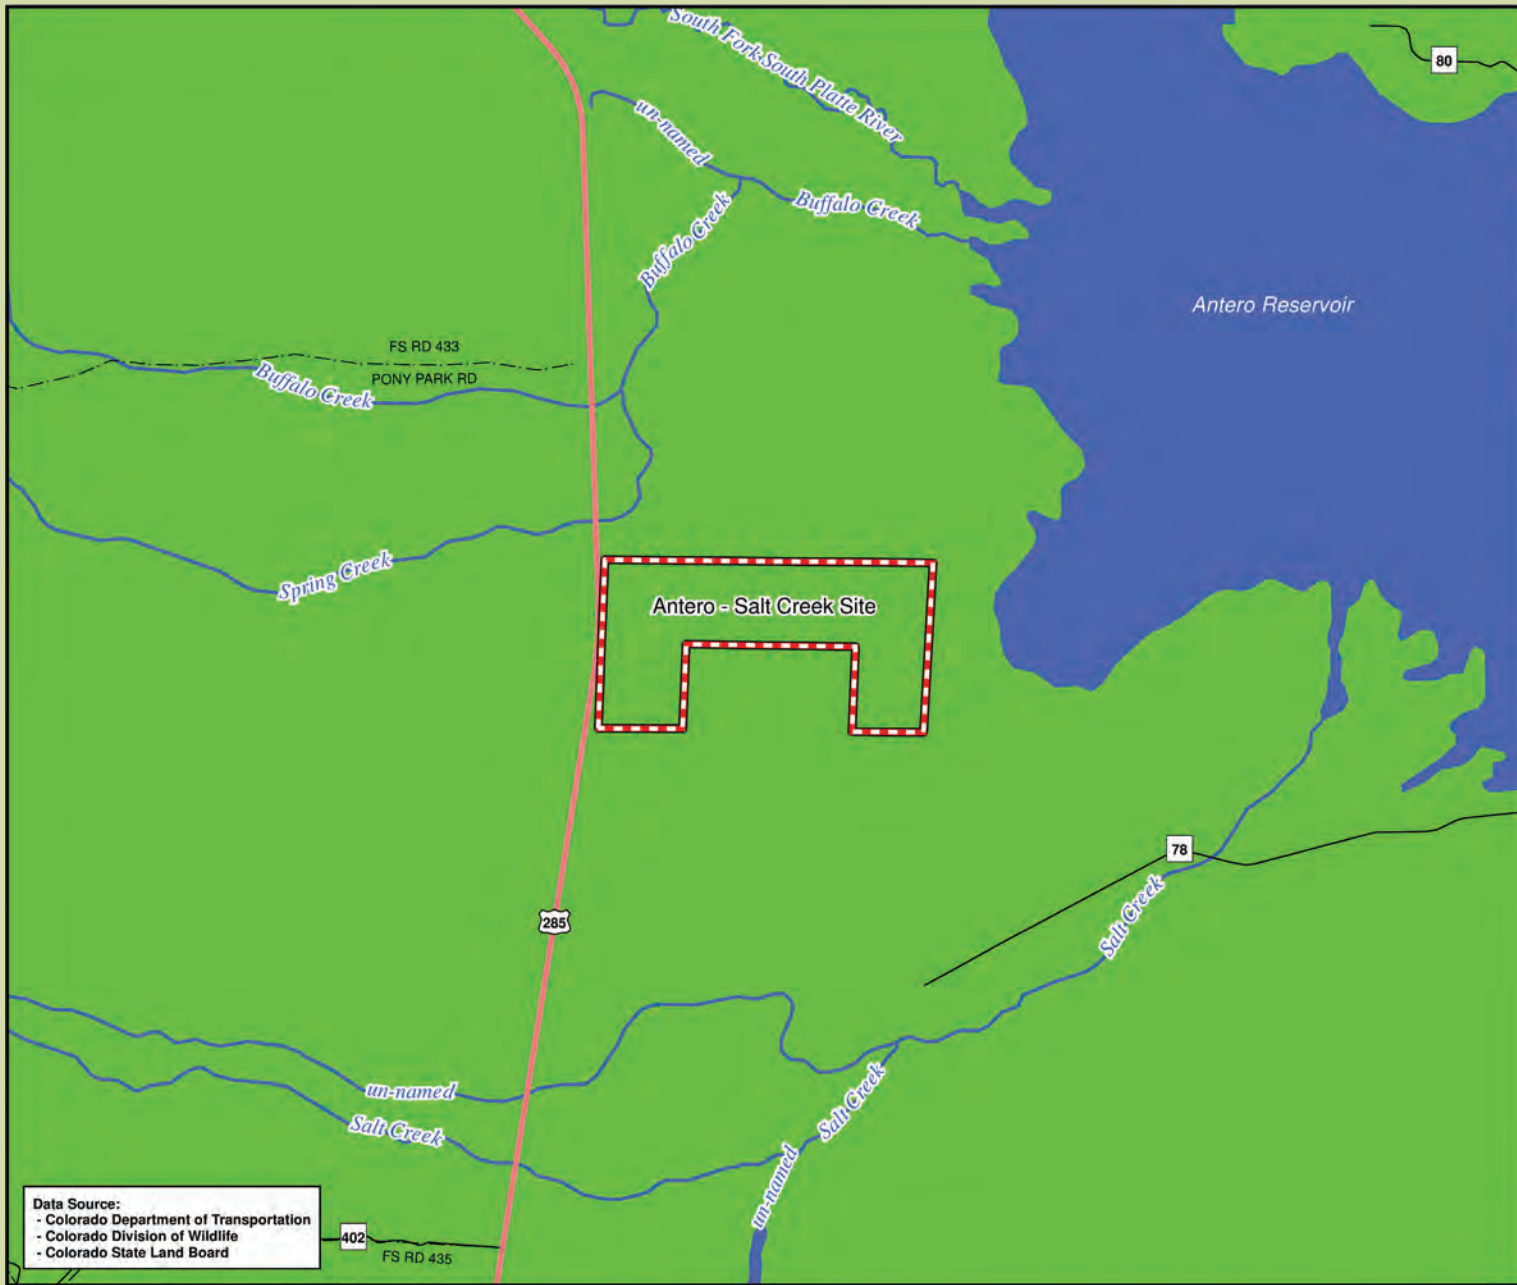 South Fork South Platte River
80
un-named
Buffalo Creek
Buffalo Creek
Antero Reservoir
FS RD 433
PONY PARK RD
Buffalo Creek
Spring Creek
Antero - Salt Creek Site
78
Salt Creek
285
un-named
Salt Creek
Salt Creek
un-named
Data Source:
- Colorado Department of Transportation
- Colorado Division of Wildlife
- Colorado State Land Board
402
FS RD 435